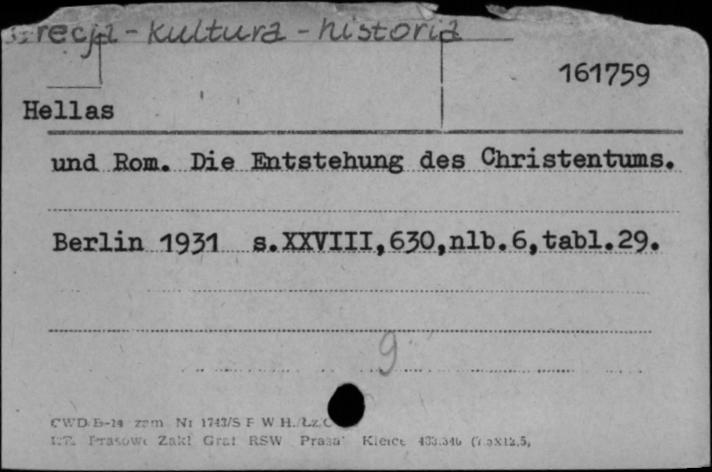 Grecja - kultura - historia
161759
Hellas
und Rom. Die Entstehung des Christentums.
Berlin 1931 s.XXVIII,630,nlb.6,tabl.29.
9
CWD zam. Nr 1743/S F W H.
Prasowe Zakł Graf RSW Prasa Kielce